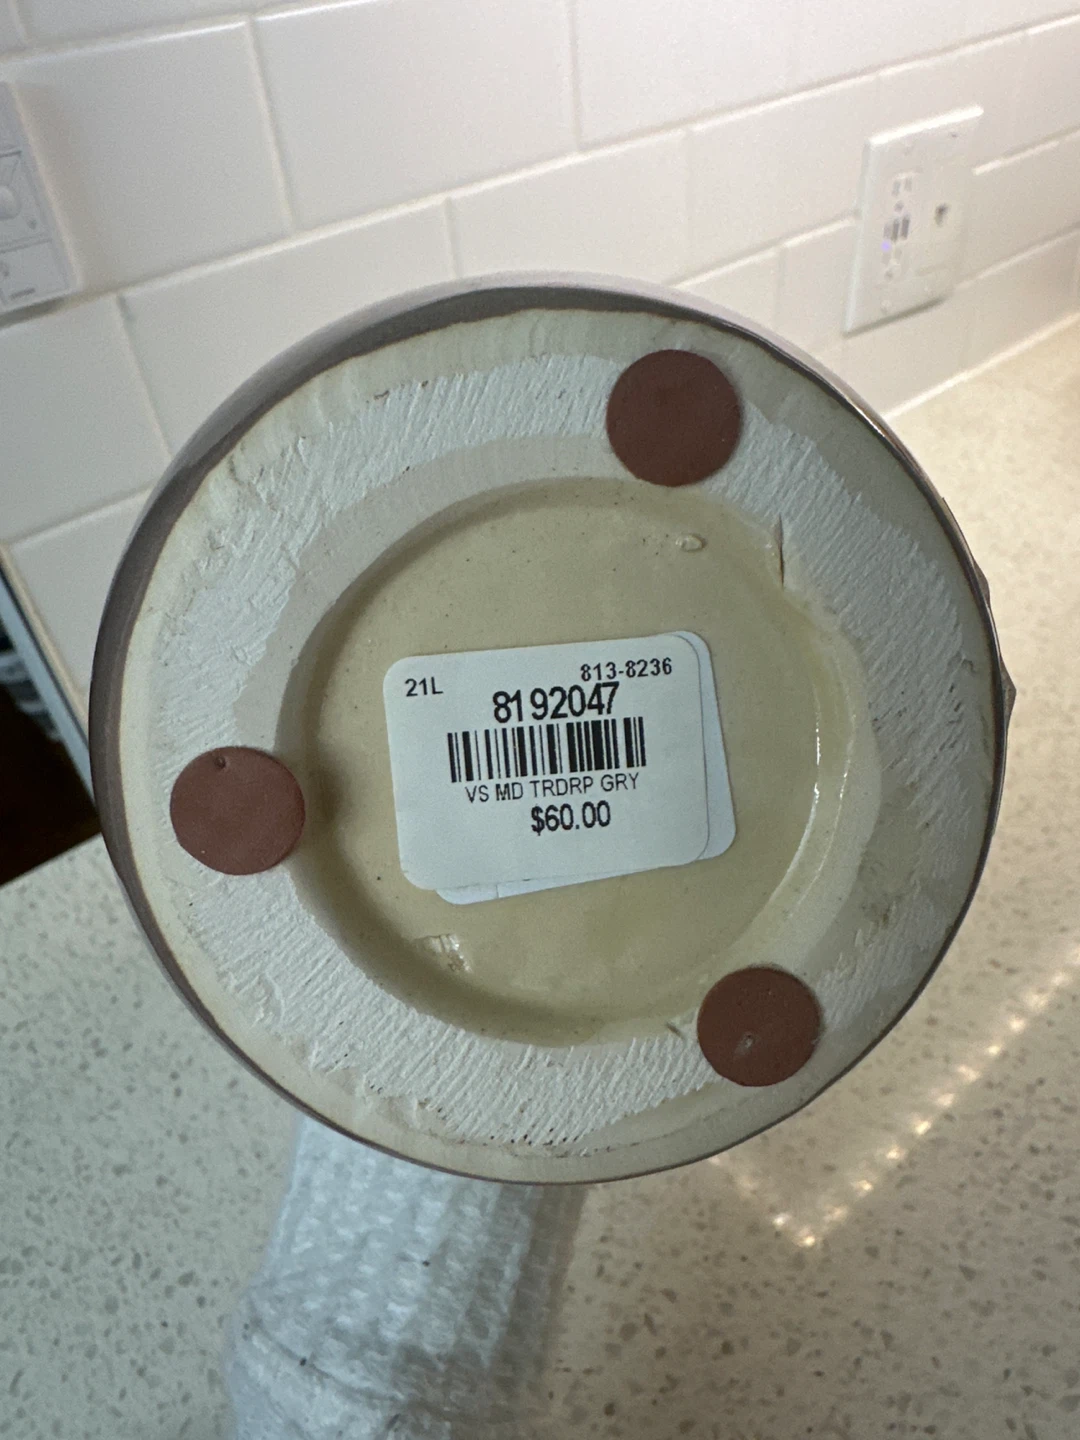 21L 813-8236
8192047
VS MD TRDRP GRY
$60.00